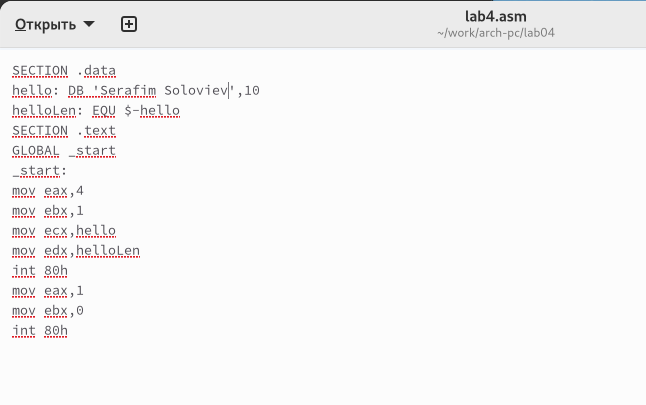 Открыть
lab4.asm
~/work/arch-pc/lab04
SECTION .data
hello: DB 'Serafim Soloviev',10
helloLen: EQU $-hello
SECTION .text
GLOBAL _start
_start:
mov eax,4
mov ebx,1
mov ecx,hello
mov edx,helloLen
int 80h
mov eax,1
mov ebx,0
int 80h